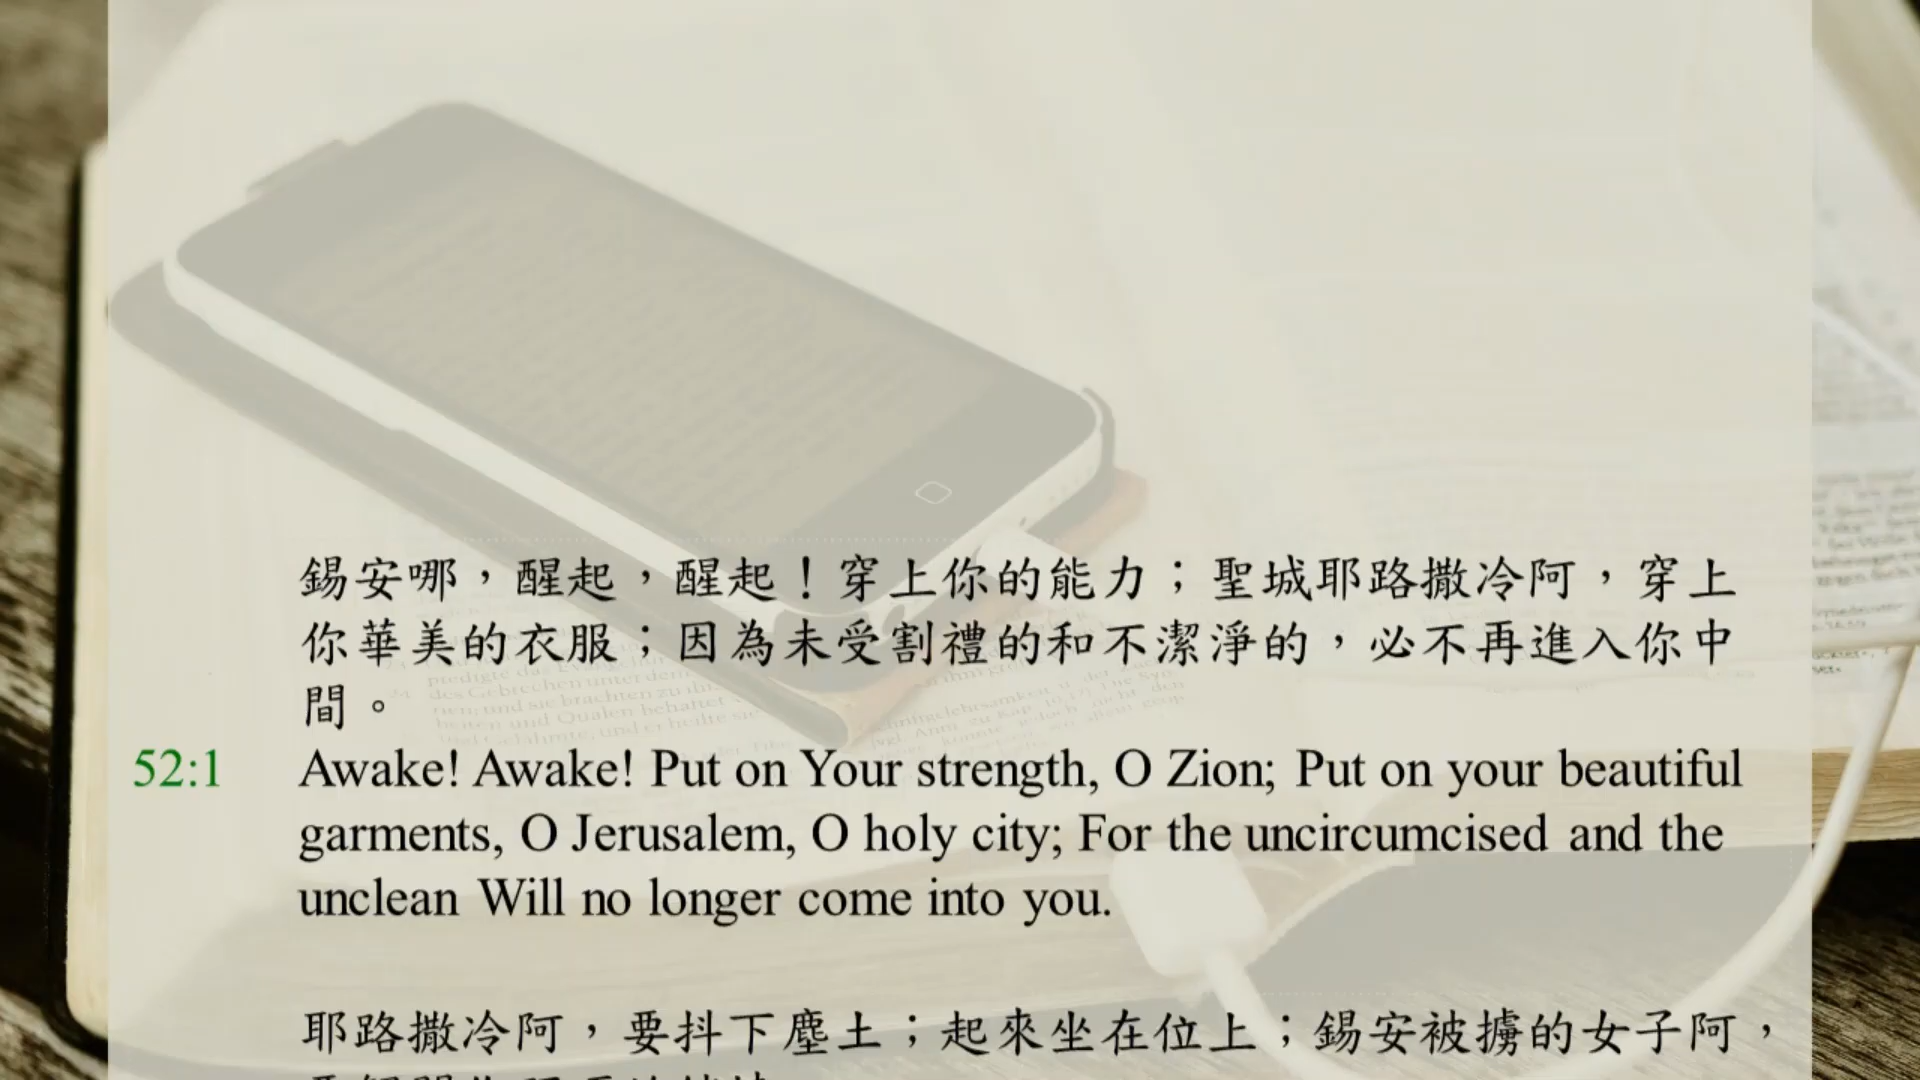 錫安哪，醒起，醒起！穿上你的能力；聖城耶路撒冷阿，穿上
你華美的衣服；因為未受割禮的和不潔淨的，必不再進入你中
間。
52:1 Awake! Awake! Put on Your strength, O Zion; Put on your beautiful
garments, O Jerusalem, O holy city; For the uncircumcised and the
unclean Will no longer come into you.
耶路撒冷阿，要抖下塵土；起來坐在位上；錫安被擄的女子阿，